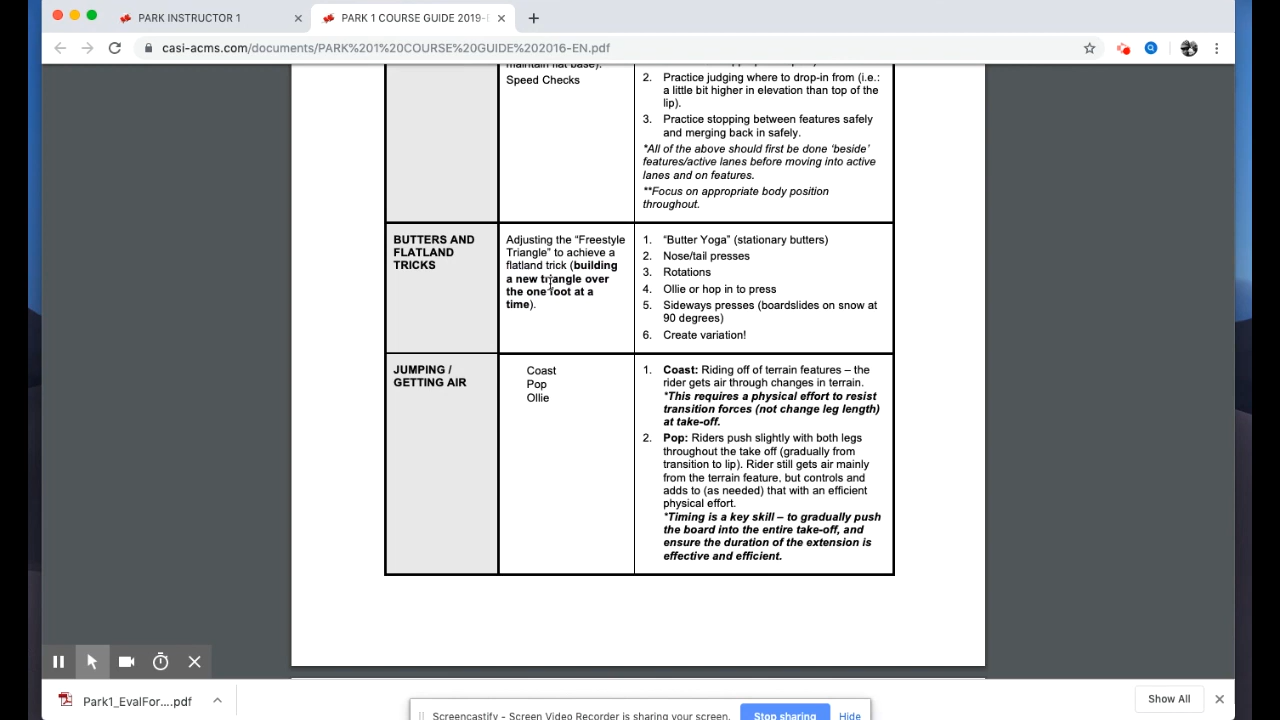 PARK INSTRUCTOR 1
PARK 1 COURSE GUIDE 2019-
casi-acms.com/documents/PARK%201%20COURSE%20GUIDE%202016-EN.pdf
maintain flat base).
Speed Checks
2. Practice judging where to drop-in from (i.e.:
a little bit higher in elevation than top of the
lip).
3. Practice stopping between features safely
and merging back in safely.
*All of the above should first be done ‘beside’
features/active lanes before moving into active
lanes and on features.
**Focus on appropriate body position
throughout.
BUTTERS AND
FLATLAND
TRICKS
Adjusting the “Freestyle
Triangle” to achieve a
flatland trick (building
a new triangle over
the one foot at a
time).
1. “Butter Yoga” (stationary butters)
2. Nose/tail presses
3. Rotations
4. Ollie or hop in to press
5. Sideways presses (boardslides on snow at
90 degrees)
6. Create variation!
JUMPING /
GETTING AIR
Coast
Pop
Ollie
1. Coast: Riding off of terrain features – the
rider gets air through changes in terrain.
*This requires a physical effort to resist
transition forces (not change leg length)
at take-off.
2. Pop: Riders push slightly with both legs
throughout the take off (gradually from
transition to lip). Rider still gets air mainly
from the terrain feature, but controls and
adds to (as needed) that with an efficient
physical effort.
*Timing is a key skill – to gradually push
the board into the entire take-off, and
ensure the duration of the extension is
effective and efficient.
Park1_EvalFor....pdf
Show All
Screencastify - Screen Video Recorder is sharing your screen.
Stop sharing
Hide